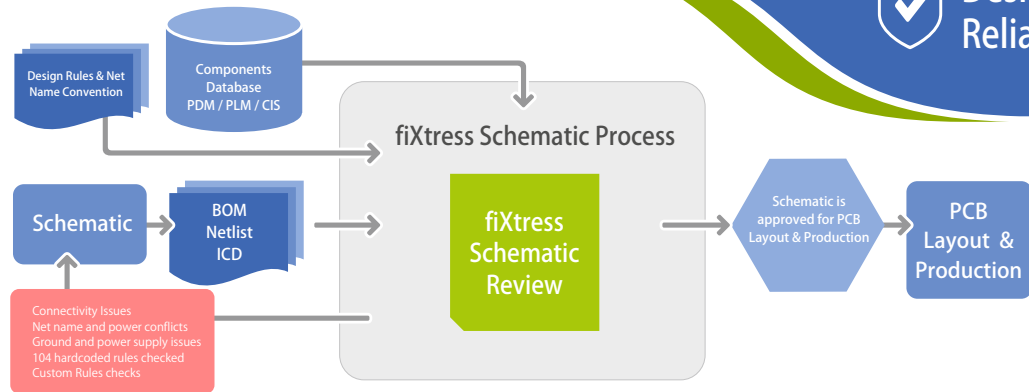 Relia
Design Rules & Net
Name Convention
Components
Database
PDM / PLM / CIS
fiXtress Schematic Process
Schematic
BOM
Netlist
ICD
fiXtress
Schematic
Review
Schematic is
approved for PCB
Layout & Production
PCB
Layout &
Production
Connectivity Issues
Net name and power conflicts
Ground and power supply issues
104 hardcoded rules checked
Custom Rules checks